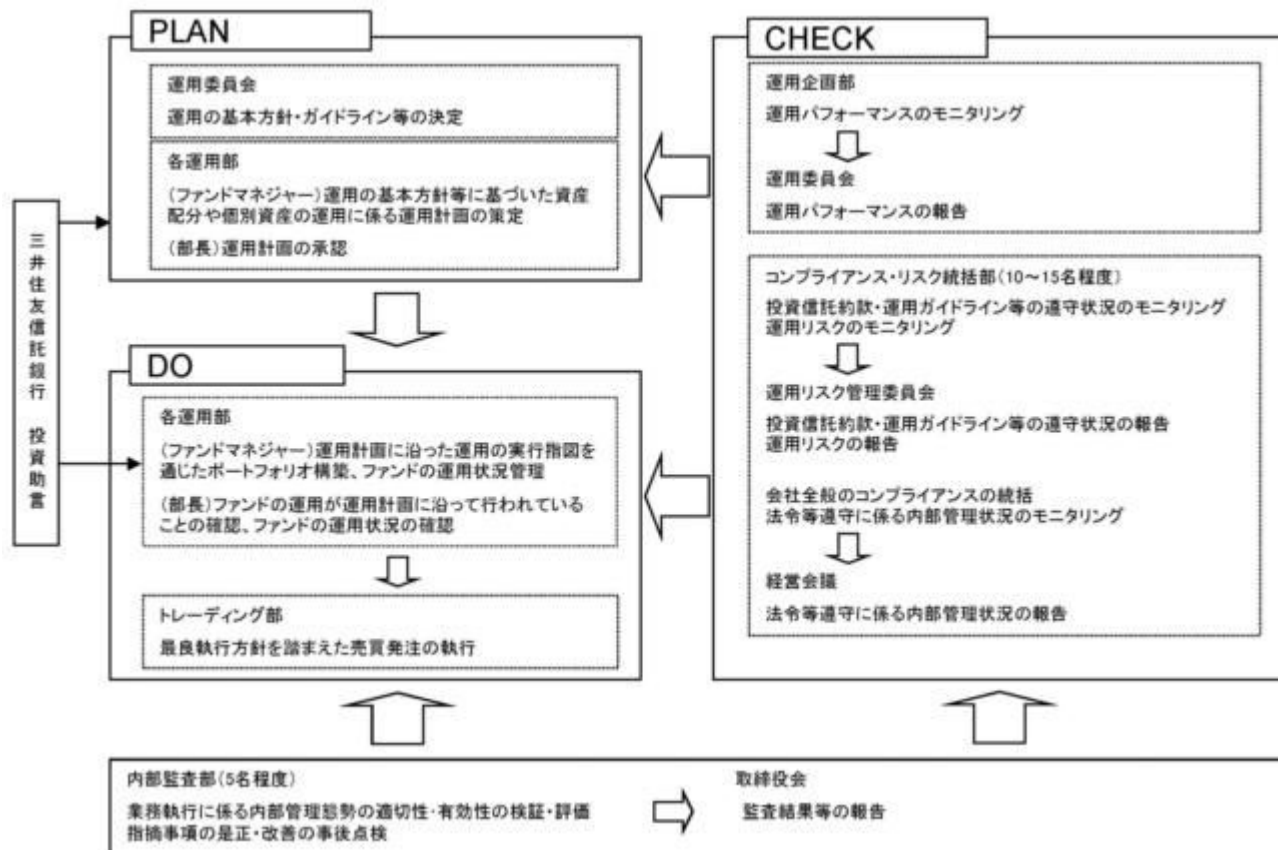 PLAN
運用委員会
運用の基本方針・ガイドライン等の決定
各運用部
(ファンドマネジャー)運用の基本方針等に基づいた資産
配分や個別資産の運用に係る運用計画の策定
(部長)運用計画の承認
三井住友信託銀行 投資助言
DO
各運用部
(ファンドマネジャー)運用計画に沿った運用の実行指図を
通じたポートフォリオ構築、ファンドの運用状況管理
(部長)ファンドの運用が運用計画に沿って行われている
ことの確認、ファンドの運用状況の確認
トレーディング部
最良執行方針を踏まえた売買発注の執行
CHECK
運用企画部
運用パフォーマンスのモニタリング
運用委員会
運用パフォーマンスの報告
コンプライアンス・リスク統括部(10～15名程度)
投資信託約款・運用ガイドライン等の遵守状況のモニタリング
運用リスクのモニタリング
運用リスク管理委員会
投資信託約款・運用ガイドライン等の遵守状況の報告
運用リスクの報告
会社全般のコンプライアンスの統括
法令等遵守に係る内部管理状況のモニタリング
経営会議
法令等遵守に係る内部管理状況の報告
内部監査部(5名程度)
業務執行に係る内部管理態勢の適切性・有効性の検証・評価
指摘事項の是正・改善の事後点検
取締役会
監査結果等の報告